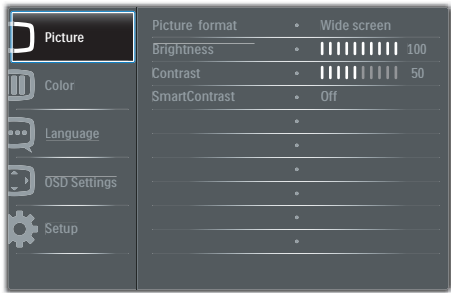 Picture
Color
Language
OSD Settings
Setup
Picture format • Wide screen
Brightness • 100
Contrast • 50
SmartContrast • Off